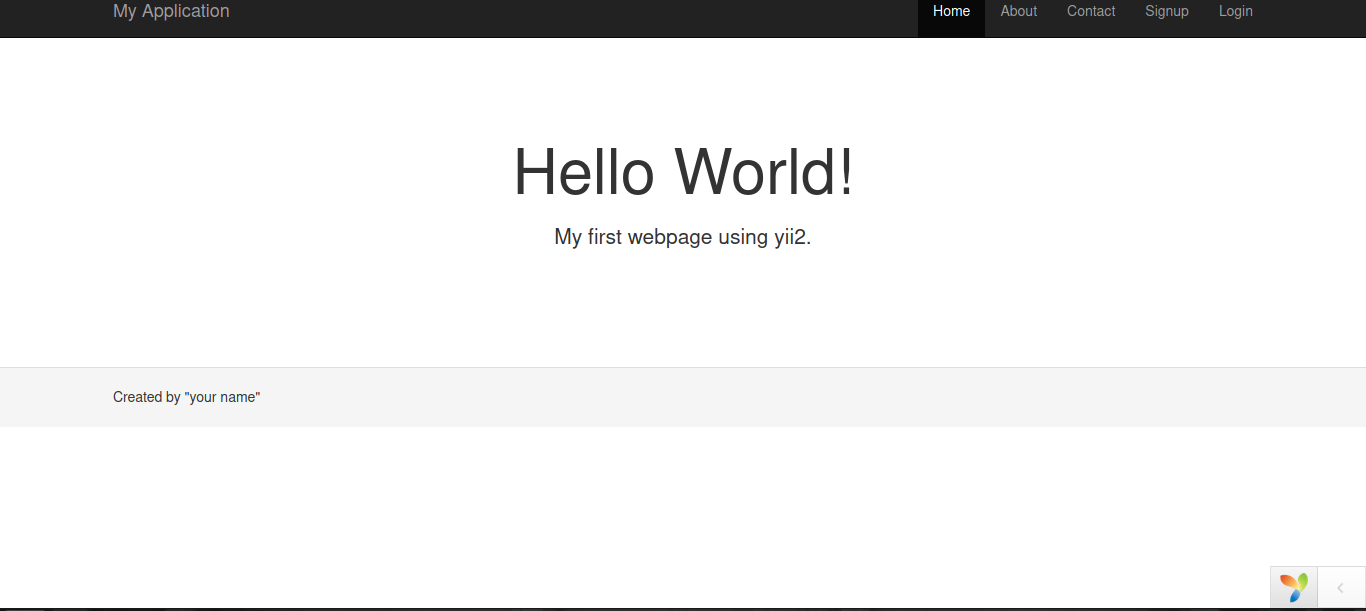 My Application
Home About Contact Signup Login
Hello World!
My first webpage using yii2.
Created by "your name"